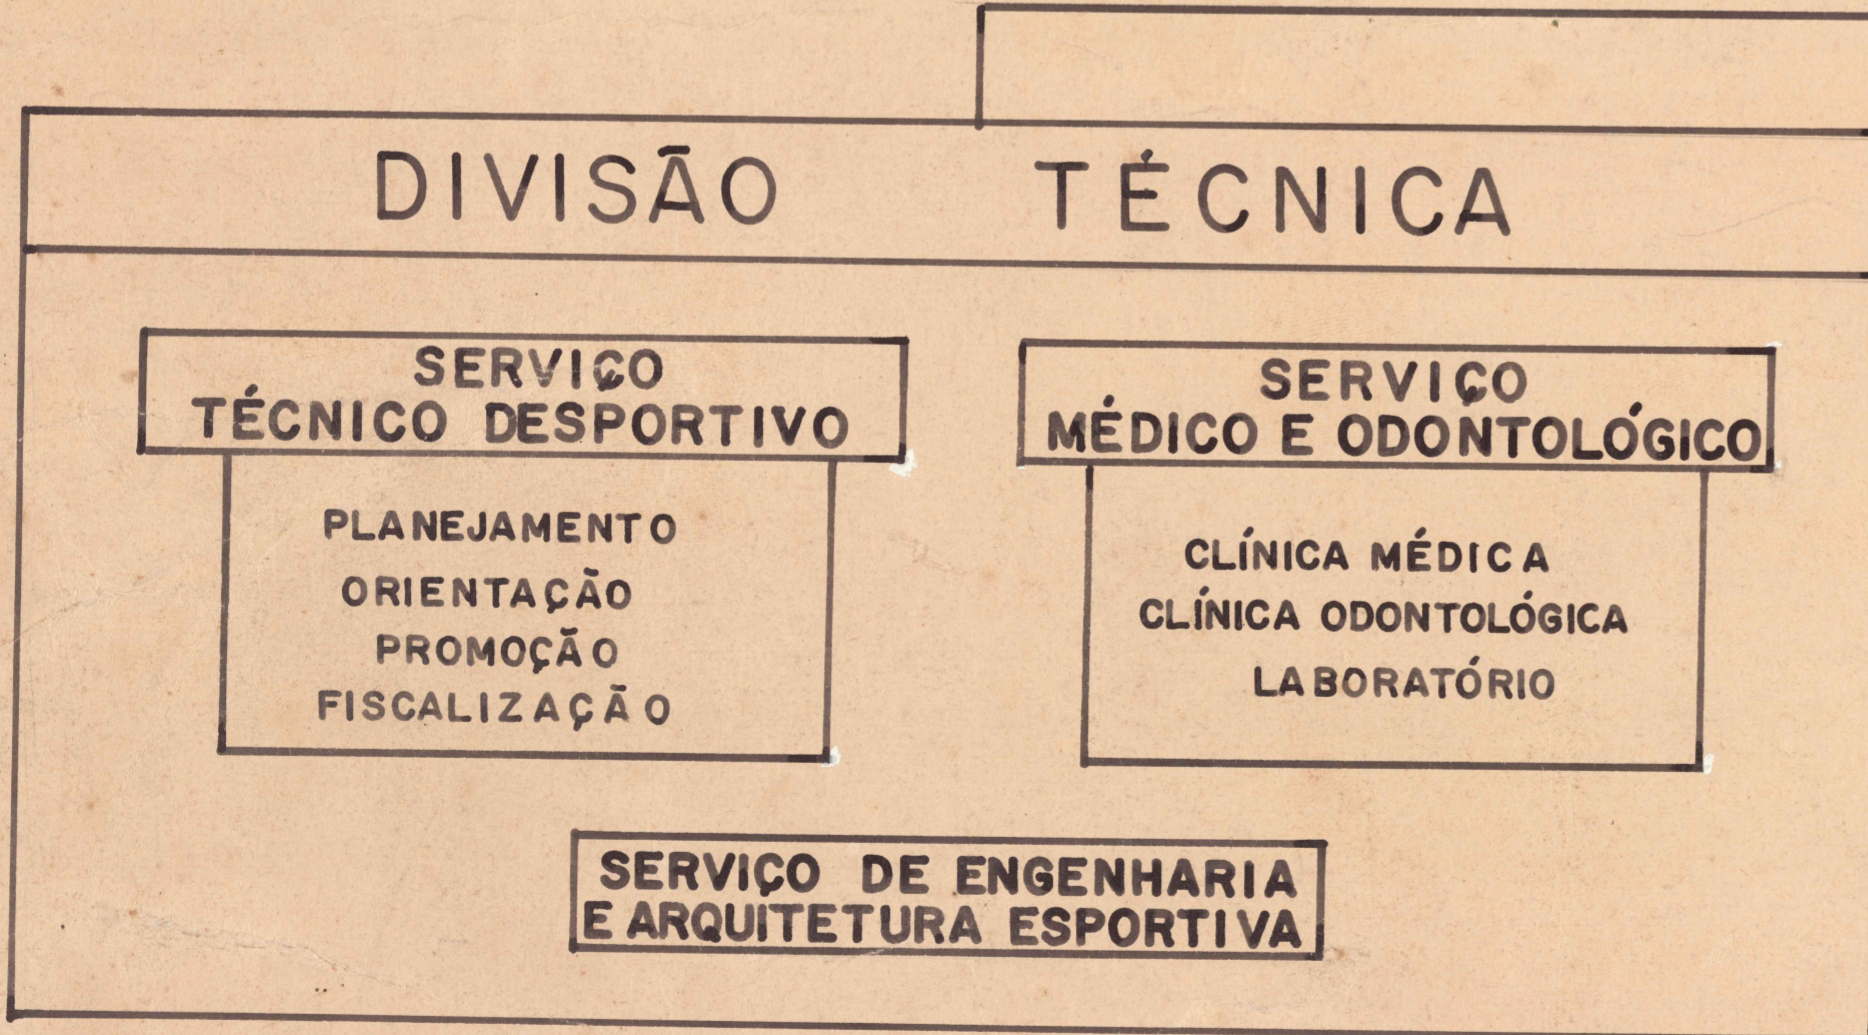 DIVISÃO TÉCNICA
SERVIÇO
TÉCNICO DESPORTIVO
PLANEJAMENTO
ORIENTAÇÃO
PROMOÇÃO
FISCALIZAÇÃO
SERVIÇO
MÉDICO E ODONTOLÓGICO
CLÍNICA MÉDICA
CLÍNICA ODONTOLÓGICA
LABORATÓRIO
SERVIÇO DE ENGENHARIA
E ARQUITETURA ESPORTIVA